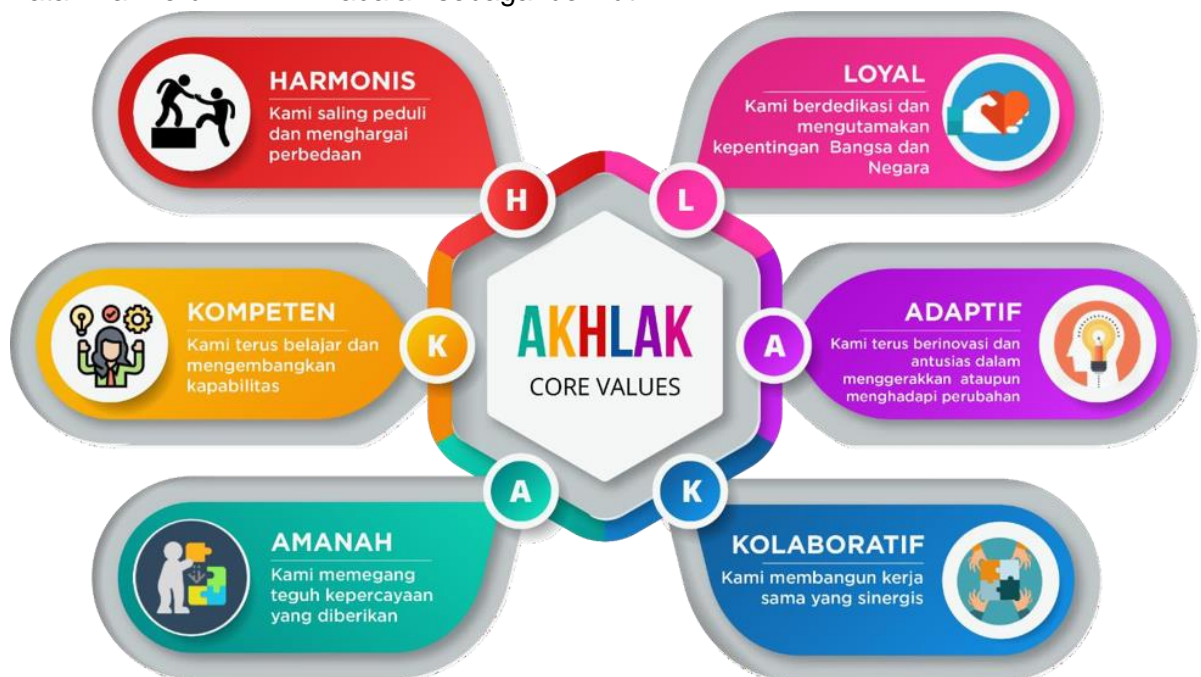 HARMONIS
Kami saling peduli
dan menghargai
perbedaan
LOYAL
Kami berdedikasi dan
mengutamakan
kepentingan Bangsa dan
Negara
H
L
KOMPETEN
Kami terus belajar dan
mengembangkan
kapabilitas
K
AKHLAK
CORE VALUES
A
ADAPTIF
Kami terus berinovasi dan
antusias dalam
menggerakkan ataupun
menghadapi perubahan
A
K
AMANAH
Kami memegang
teguh kepercayaan
yang diberikan
KOLABORATIF
Kami membangun kerja
sama yang sinergis